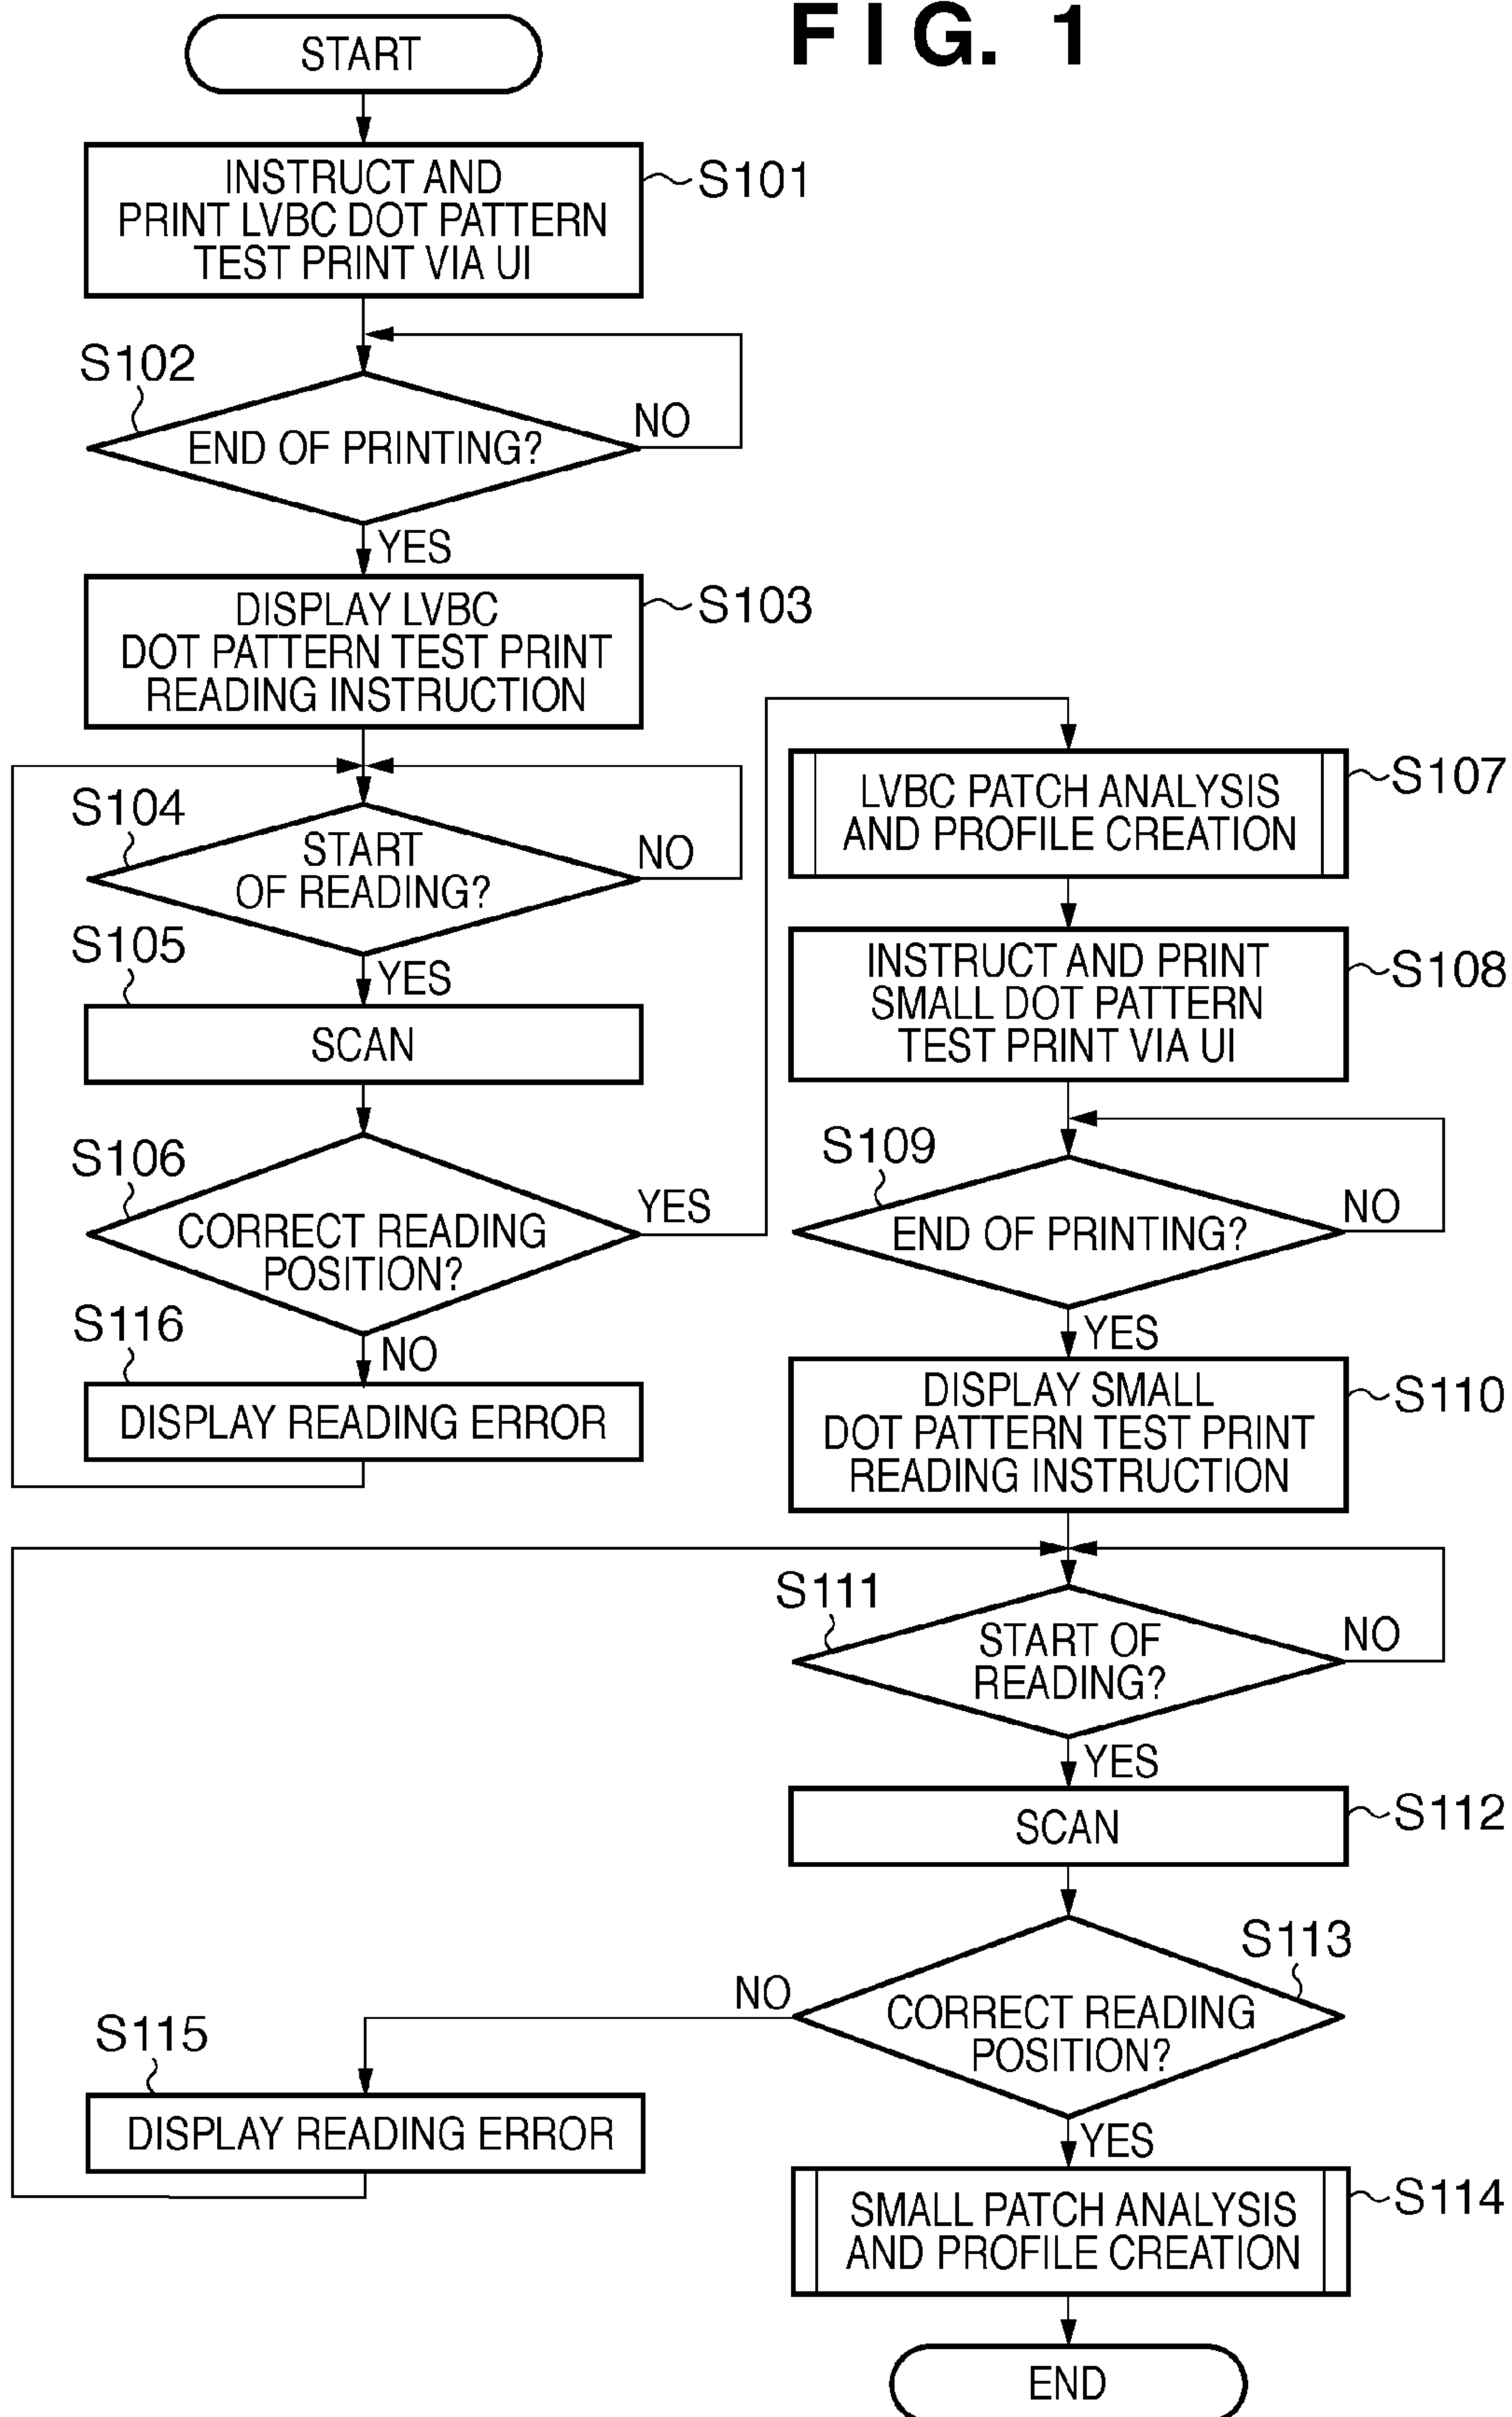 FIG. 1
START
INSTRUCT AND
PRINT LVBC DOT PATTERN
TEST PRINT VIA UI
S101
S102
END OF PRINTING?
NO
YES
DISPLAY LVBC
DOT PATTERN TEST PRINT
READING INSTRUCTION
S103
S104
START
OF READING?
NO
YES
S105
SCAN
S106
CORRECT READING
POSITION?
YES
NO
S116
DISPLAY READING ERROR
LVBC PATCH ANALYSIS
AND PROFILE CREATION
S107
INSTRUCT AND PRINT
SMALL DOT PATTERN
TEST PRINT VIA UI
S108
S109
END OF PRINTING?
NO
YES
DISPLAY SMALL
DOT PATTERN TEST PRINT
READING INSTRUCTION
S110
S111
START OF
READING?
NO
YES
SCAN
S112
S113
CORRECT READING
POSITION?
NO
S115
DISPLAY READING ERROR
YES
SMALL PATCH ANALYSIS
AND PROFILE CREATION
S114
END